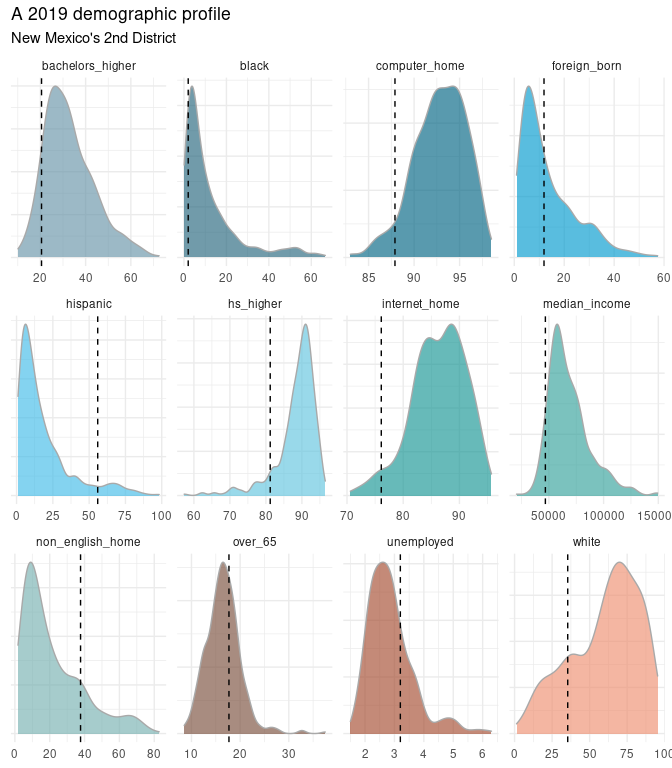 A 2019 demographic profile
New Mexico's 2nd District
bachelors_higher black computer_home foreign_born
20 40 60 0 20 40 60 85 90 95 0 20 40 60
hispanic hs_higher internet_home median_income
0 25 50 75 100 60 70 80 90 70 80 90 50000 100000 15000
non_english_home over_65 unemployed white
0 20 40 60 80 10 20 30 2 3 4 5 6 0 25 50 75 100